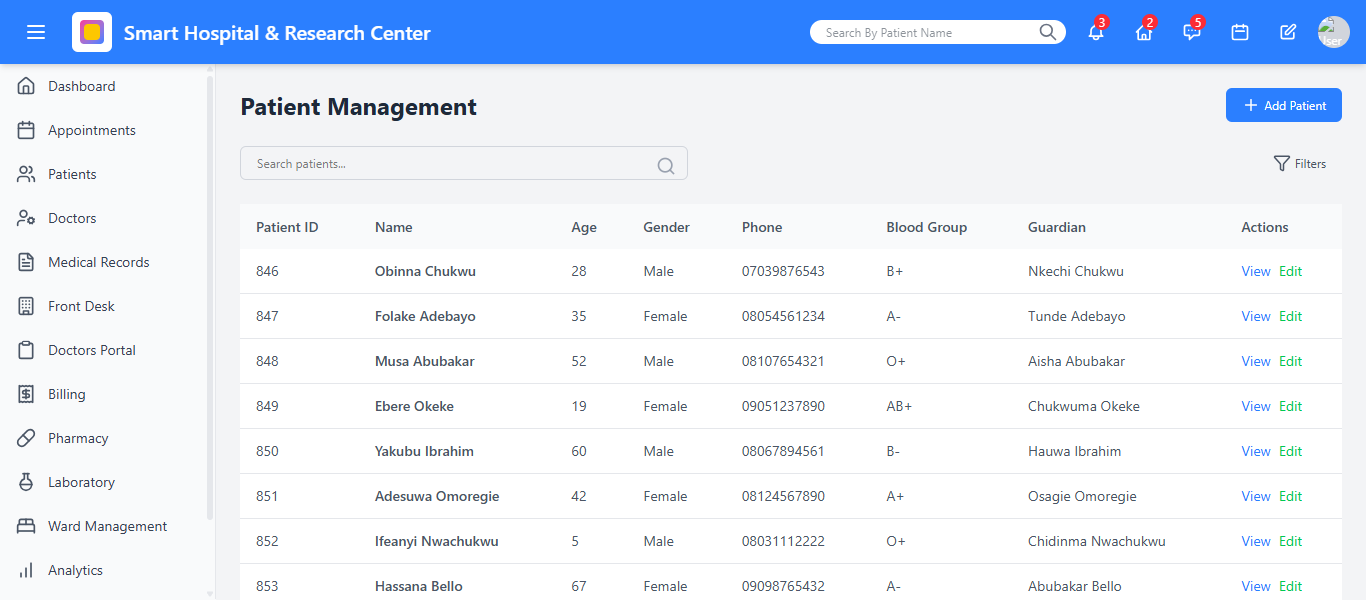 Smart Hospital & Research Center
Search By Patient Name
3
2
5
User
Dashboard
Appointments
Patients
Doctors
Medical Records
Front Desk
Doctors Portal
Billing
Pharmacy
Laboratory
Ward Management
Analytics
Patient Management
Add Patient
Search patients...
Filters
Patient ID Name Age Gender Phone Blood Group Guardian Actions
846 Obinna Chukwu 28 Male 07039876543 B+ Nkechi Chukwu View Edit
847 Folake Adebayo 35 Female 08054561234 A- Tunde Adebayo View Edit
848 Musa Abubakar 52 Male 08107654321 O+ Aisha Abubakar View Edit
849 Ebere Okeke 19 Female 09051237890 AB+ Chukwuma Okeke View Edit
850 Yakubu Ibrahim 60 Male 08067894561 B- Hauwa Ibrahim View Edit
851 Adesuwa Omoregie 42 Female 08124567890 A+ Osagie Omoregie View Edit
852 Ifeanyi Nwachukwu 5 Male 08031112222 O+ Chidinma Nwachukwu View Edit
853 Hassana Bello 67 Female 09098765432 A- Abubakar Bello View Edit